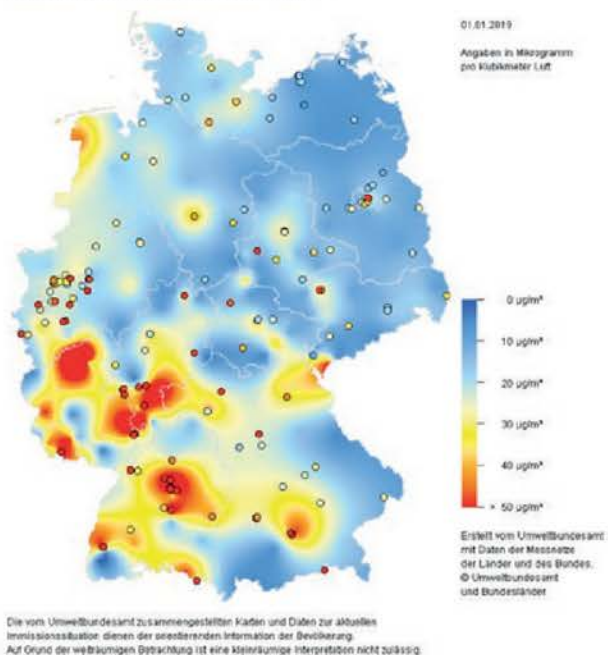 01.01.2019
Angaben in Mikrogramm
pro Kubikmeter Luft
0 µg/m³
10 µg/m³
20 µg/m³
30 µg/m³
40 µg/m³
> 50 µg/m³
Erstellt vom Umweltbundesamt
mit Daten der Messnetze
der Länder und des Bundes.
© Umweltbundesamt
und Bundesländer
Die vom Umweltbundesamt zusammengestellten Karten und Daten zur aktuellen
Immissionssituation dienen der orientierenden Information der Bevölkerung.
Auf Grund der weiträumigen Betrachtung ist eine kleinräumige Interpretation nicht zulässig.